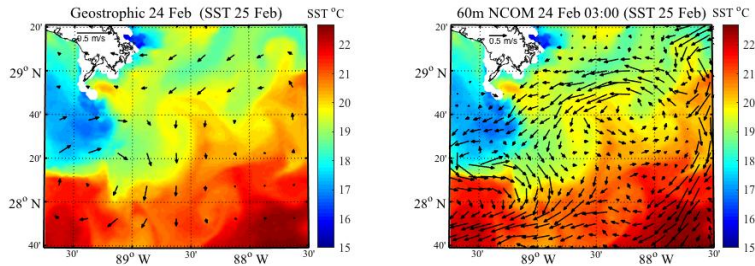 Geostrophic 24 Feb (SST 25 Feb)
SST °C
0.5 m/s
29° N
40'
20'
28° N
40'
30'
89° W
30'
88° W
30'
22
21
20
19
18
17
16
15
60m NCOM 24 Feb 03:00 (SST 25 Feb)
SST °C
0.5 m/s
29° N
40'
20'
28° N
40'
30'
89° W
30'
88° W
30'
22
21
20
19
18
17
16
15